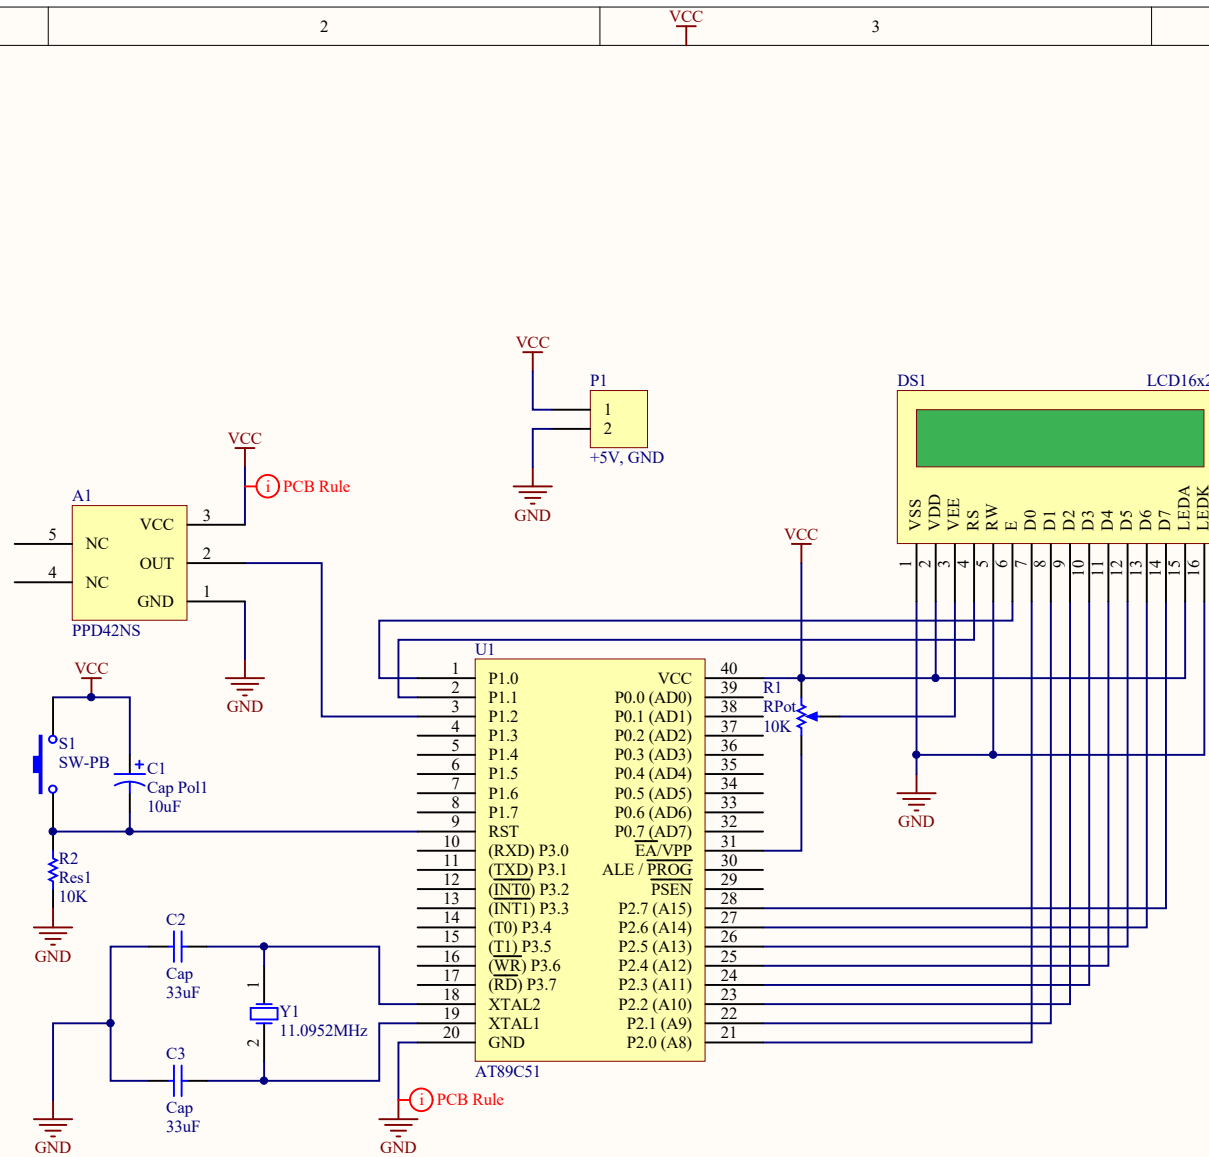 2
VCC
3
VCC
P1
1
2
+5V, GND
GND
DS1
LCD16x2
VSS
VDD
VEE
RS
RW
E
D0
D1
D2
D3
D4
D5
D6
D7
LEDA
LEDK
1
2
3
4
5
6
7
8
9
10
11
12
13
14
15
16
VCC
PCB Rule
A1
5
NC
4
NC
VCC
3
OUT
2
GND
1
PPD42NS
GND
VCC
S1
SW-PB
C1
Cap Pol1
10uF
R2
Res1
10K
GND
VCC
R1
RPot
10K
GND
U1
1
P1.0
2
P1.1
3
P1.2
4
P1.3
5
P1.4
6
P1.5
7
P1.6
8
P1.7
9
RST
10
(RXD) P3.0
11
(TXD) P3.1
12
(INT0) P3.2
13
(INT1) P3.3
14
(T0) P3.4
15
(T1) P3.5
16
(WR) P3.6
17
(RD) P3.7
18
XTAL2
19
XTAL1
20
GND
VCC
40
P0.0 (AD0)
39
P0.1 (AD1)
38
P0.2 (AD2)
37
P0.3 (AD3)
36
P0.4 (AD4)
35
P0.5 (AD5)
34
P0.6 (AD6)
33
P0.7 (AD7)
32
EA/VPP
31
ALE / PROG
30
PSEN
29
P2.7 (A15)
28
P2.6 (A14)
27
P2.5 (A13)
26
P2.4 (A12)
25
P2.3 (A11)
24
P2.2 (A10)
23
P2.1 (A9)
22
P2.0 (A8)
21
AT89C51
C2
Cap
33uF
1
Y1
11.0952MHz
2
C3
Cap
33uF
GND
PCB Rule
GND